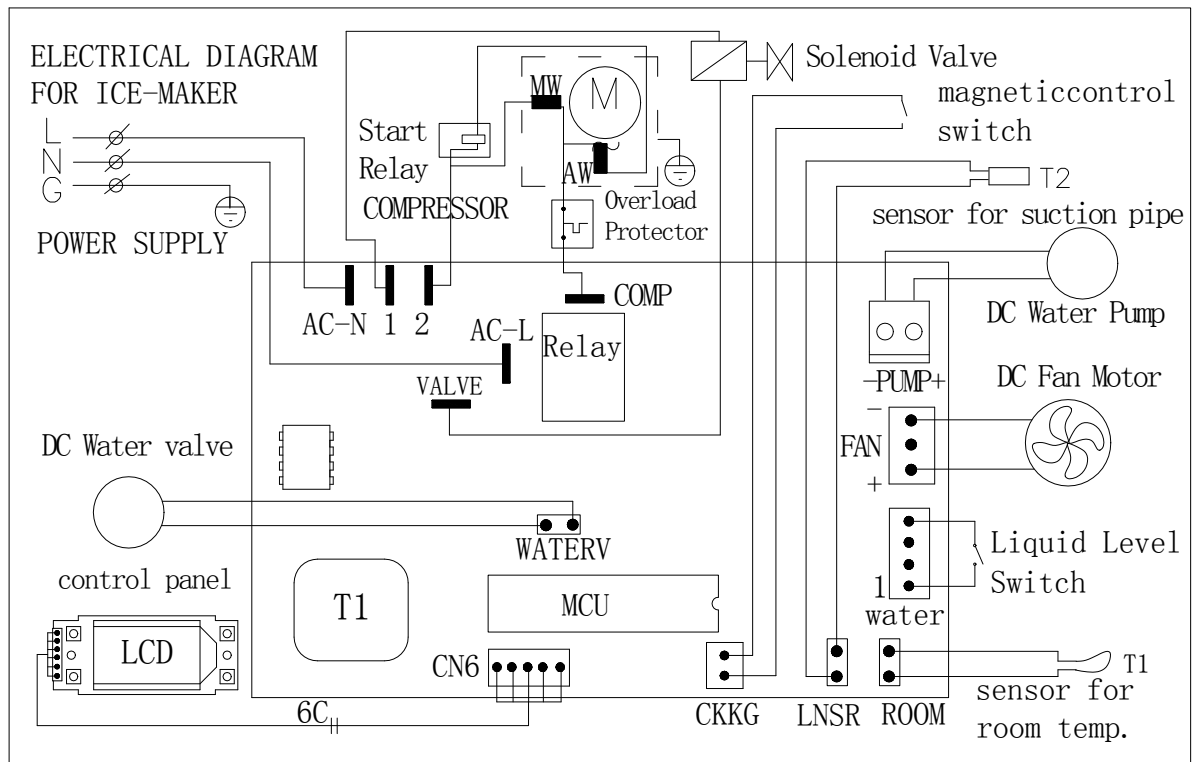 ELECTRICAL DIAGRAM
FOR ICE-MAKER
L
N
G
POWER SUPPLY
Start
Relay
COMPRESSOR
MW
M
~
AW
Overload
Protector
Solenoid Valve
magneticcontrol
switch
T2
sensor for suction pipe
DC Water Pump
AC-N 1 2
COMP
AC-L
Relay
VALVE
-PUMP+
DC Fan Motor
-
FAN
+
DC Water valve
WATERV
Liquid Level
Switch
1
water
control panel
LCD
T1
MCU
CN6
6C
CKKG
LNSR
ROOM
T1
sensor for
room temp.